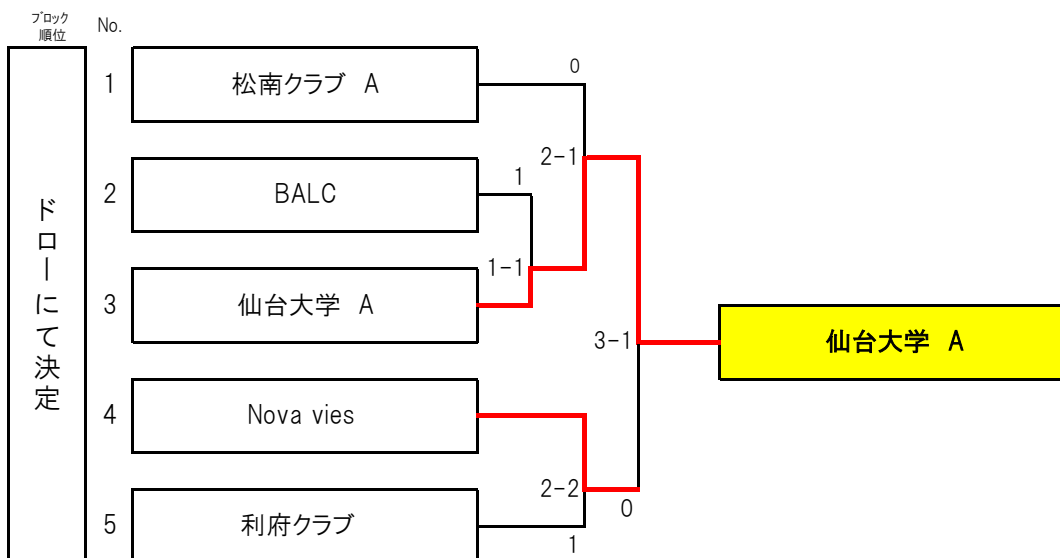 ブロック
順位
No.
ドローにて決定
1
松南クラブ A
0
2-1
2
BALC
1
1-1
3
仙台大学 A
3-1
仙台大学 A
4
Nova vies
2-2
0
5
利府クラブ
1